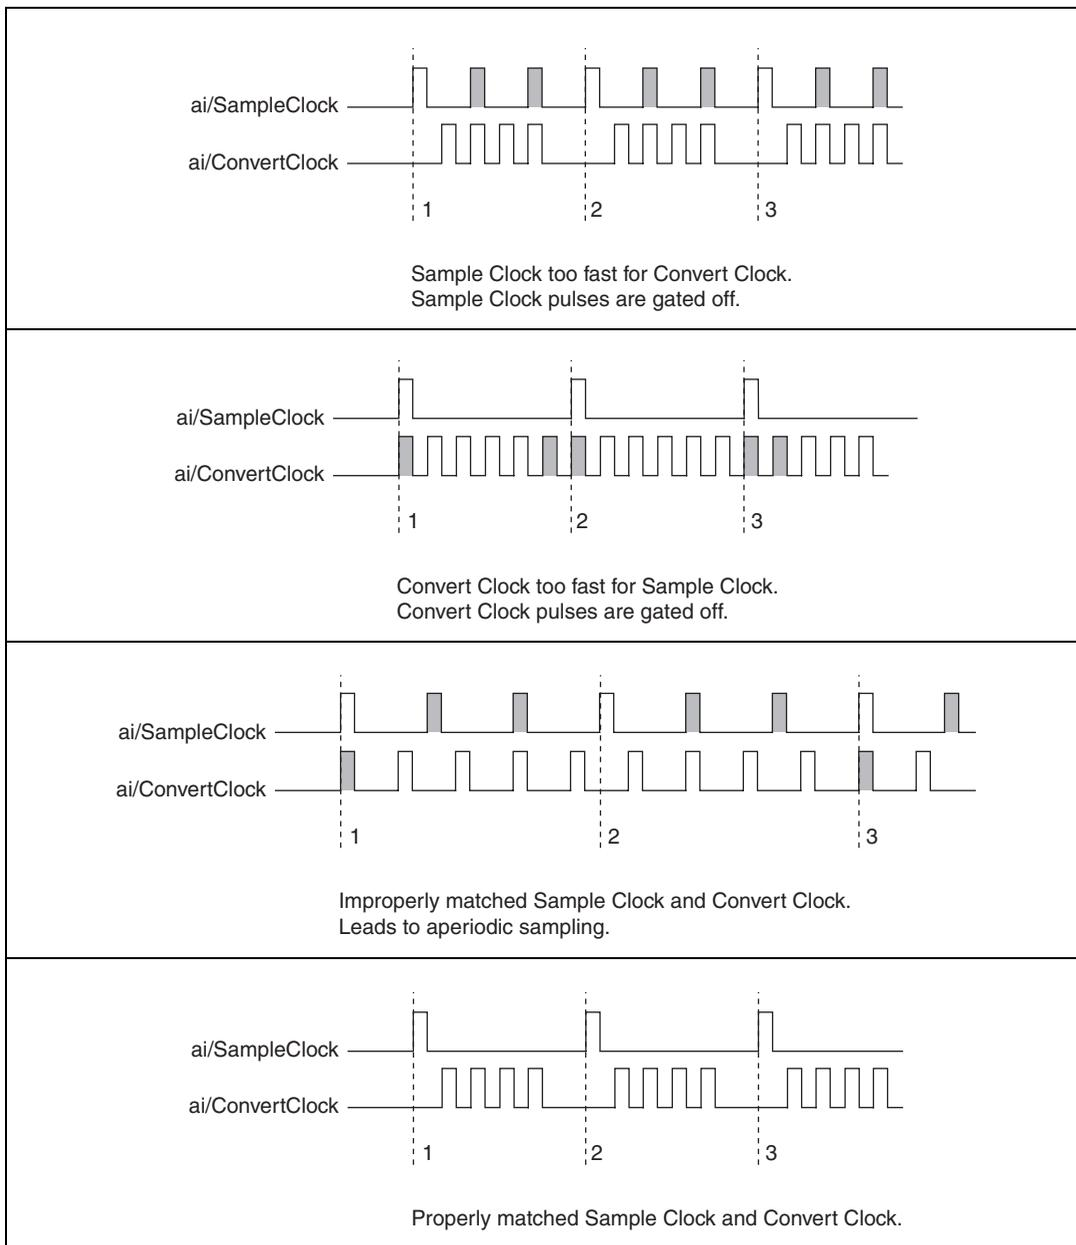 ai/SampleClock
ai/ConvertClock
1 2 3
Sample Clock too fast for Convert Clock.
Sample Clock pulses are gated off.
ai/SampleClock
ai/ConvertClock
1 2 3
Convert Clock too fast for Sample Clock.
Convert Clock pulses are gated off.
ai/SampleClock
ai/ConvertClock
1 2 3
Improperly matched Sample Clock and Convert Clock.
Leads to aperiodic sampling.
ai/SampleClock
ai/ConvertClock
1 2 3
Properly matched Sample Clock and Convert Clock.